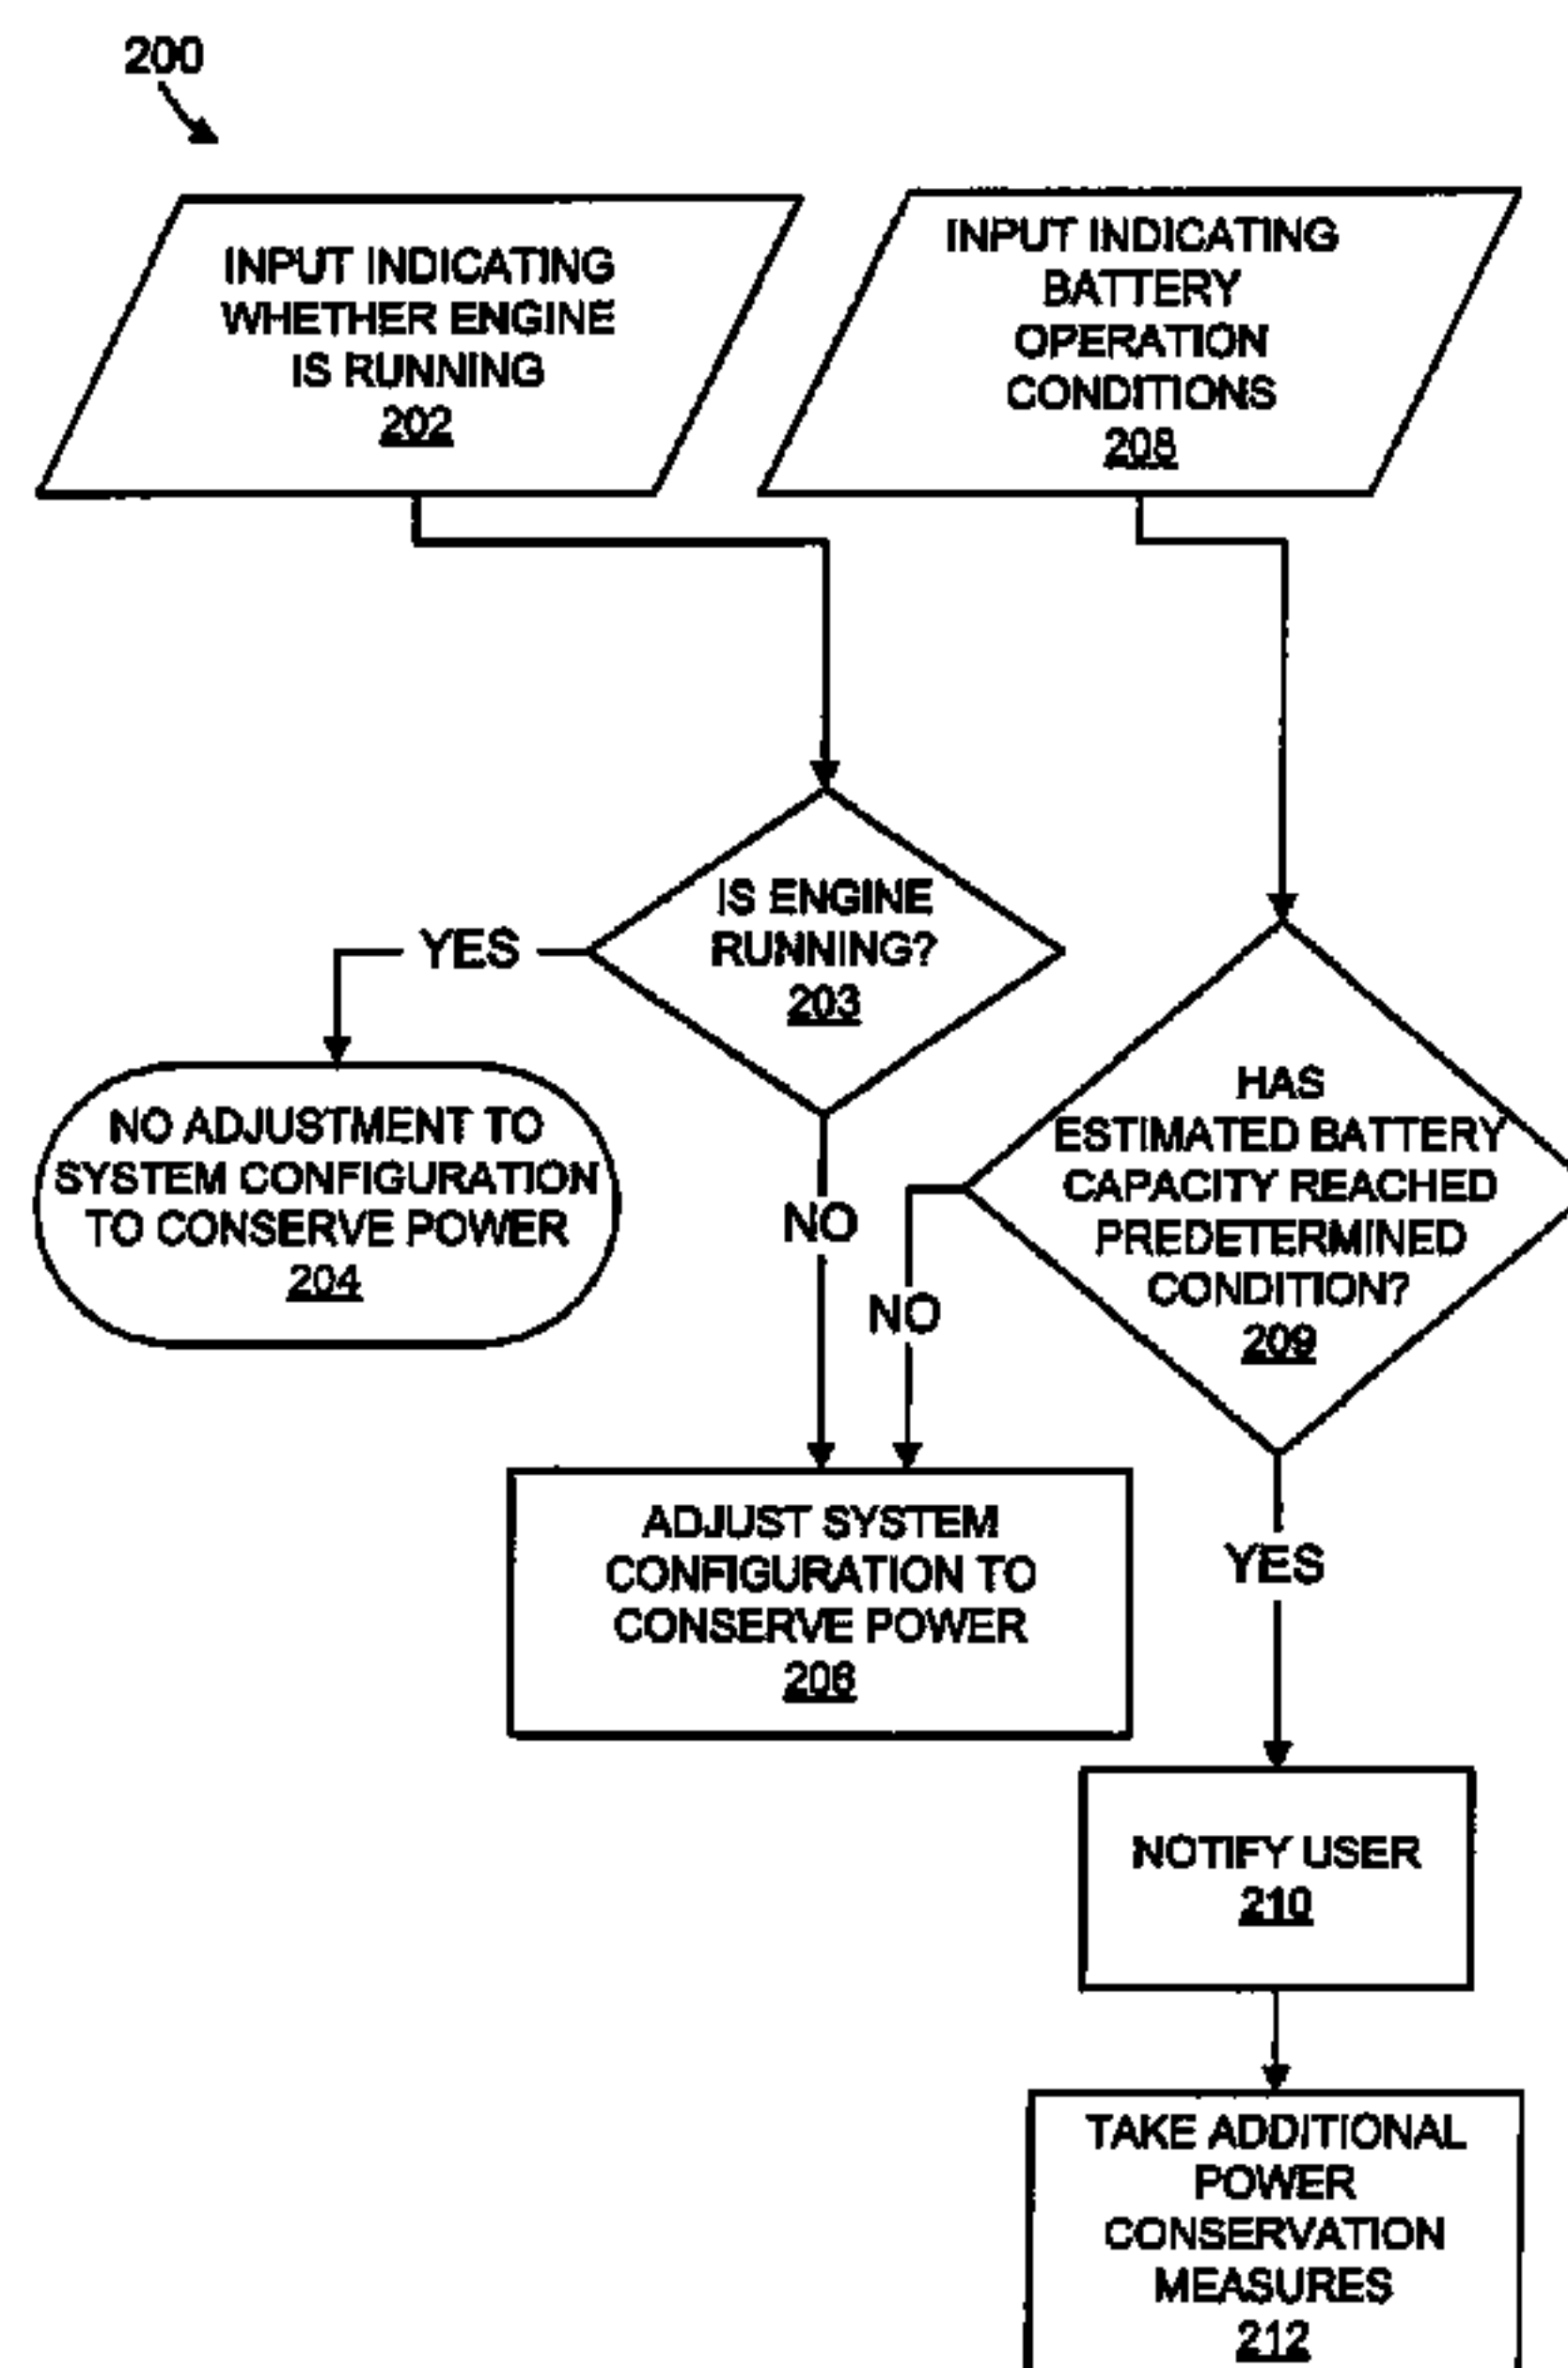 200
INPUT INDICATING
WHETHER ENGINE
IS RUNNING
202
INPUT INDICATING
BATTERY
OPERATION
CONDITIONS
208
IS ENGINE
RUNNING?
203
YES
NO ADJUSTMENT TO
SYSTEM CONFIGURATION
TO CONSERVE POWER
204
NO
HAS
ESTIMATED BATTERY
CAPACITY REACHED
PREDETERMINED
CONDITION?
209
NO
ADJUST SYSTEM
CONFIGURATION TO
CONSERVE POWER
206
YES
NOTIFY USER
210
TAKE ADDITIONAL
POWER
CONSERVATION
MEASURES
212